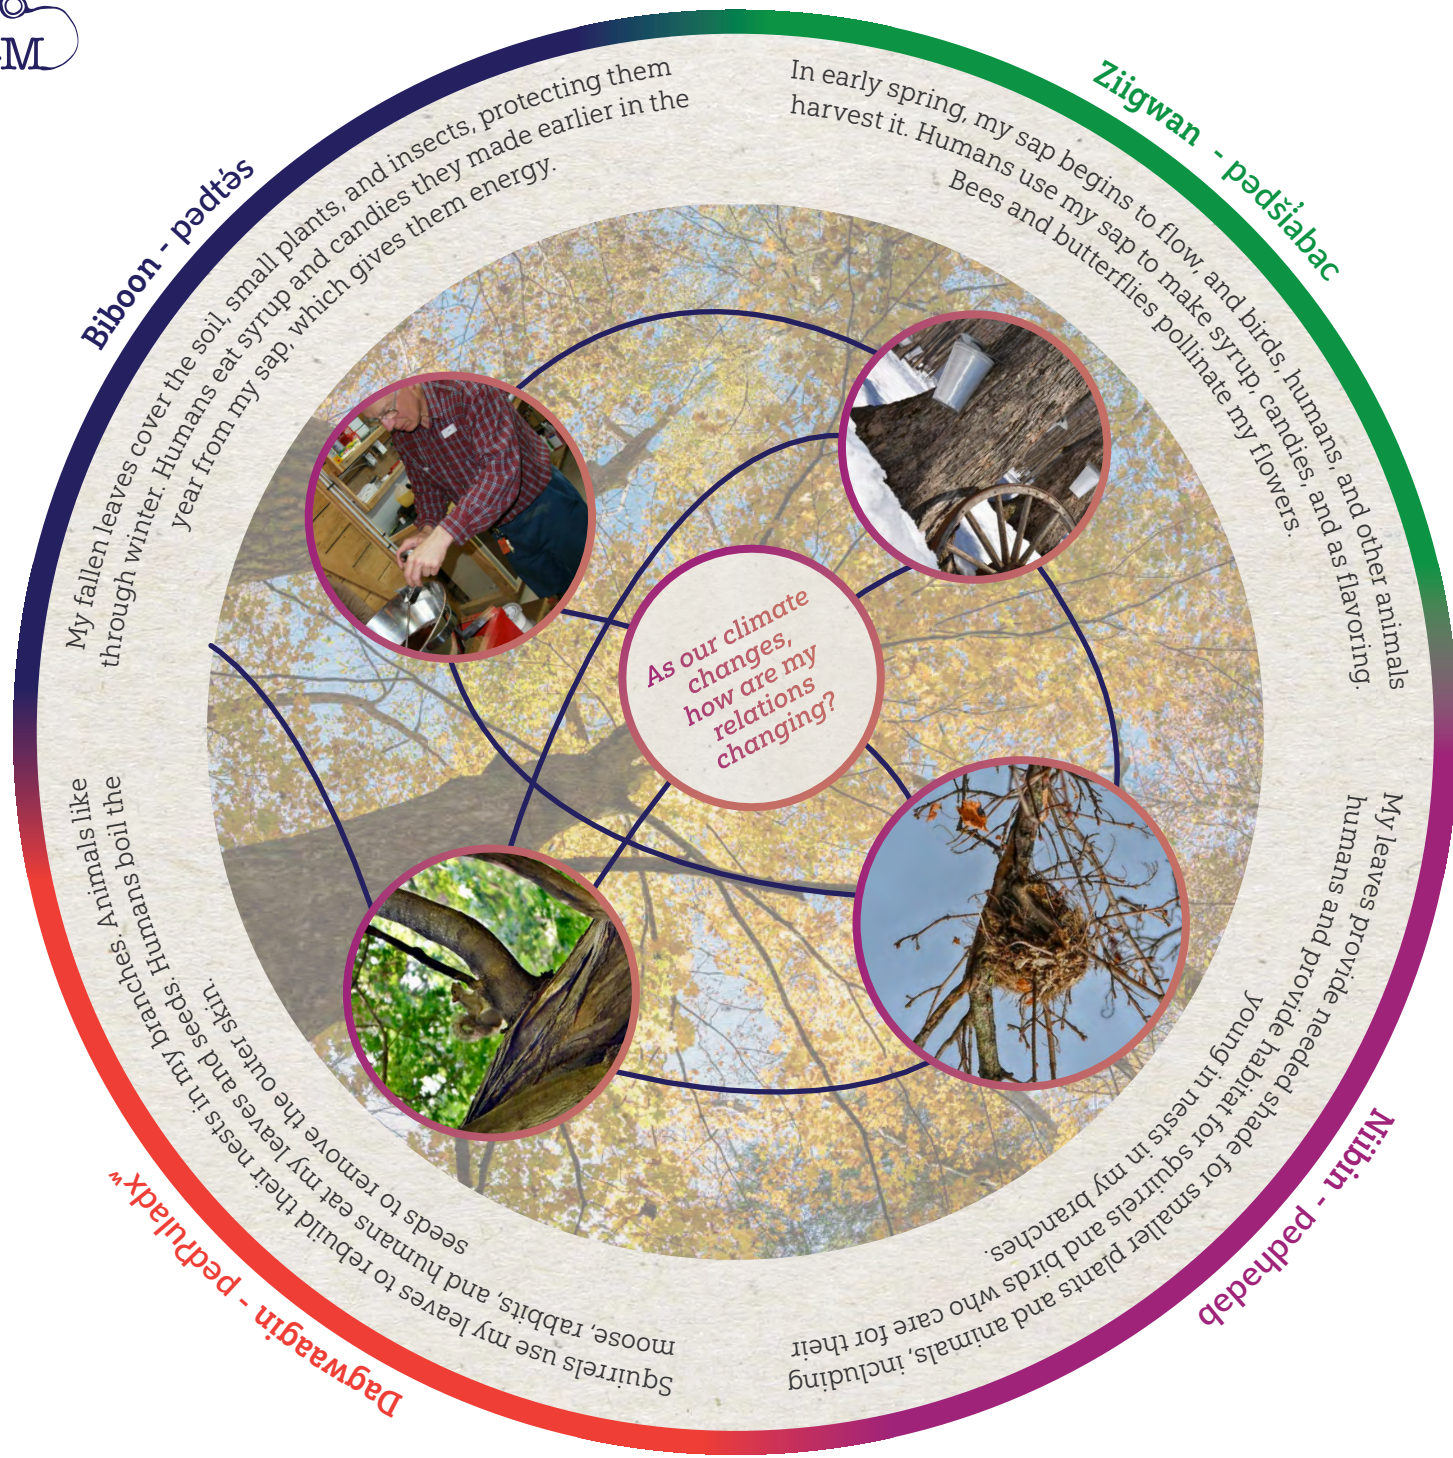 M
Biboon - pədtə́s
My fallen leaves cover the soil, small plants, and insects, protecting them
through winter. Humans eat syrup and candies they made earlier in the
year from my sap, which gives them energy.
Ziigwan - pədšíʔabac
In early spring, my sap begins to flow, and birds, humans, and other animals
harvest it. Humans use my sap to make syrup, candies, and as flavoring.
Bees and butterflies pollinate my flowers.
As our climate
changes,
how are my
relations
changing?
Niibin - pədhədəb
My leaves provide needed shade for smaller plants and animals, including
humans and provide habitat for squirrels and birds who care for their
young in nests in my branches.
Dagwaagin - pedʔuladxʷ
Squirrels use my leaves to rebuild their nests in my branches. Animals like
moose, rabbits, and humans eat my leaves and seeds. Humans boil the
seeds to remove the outer skin.